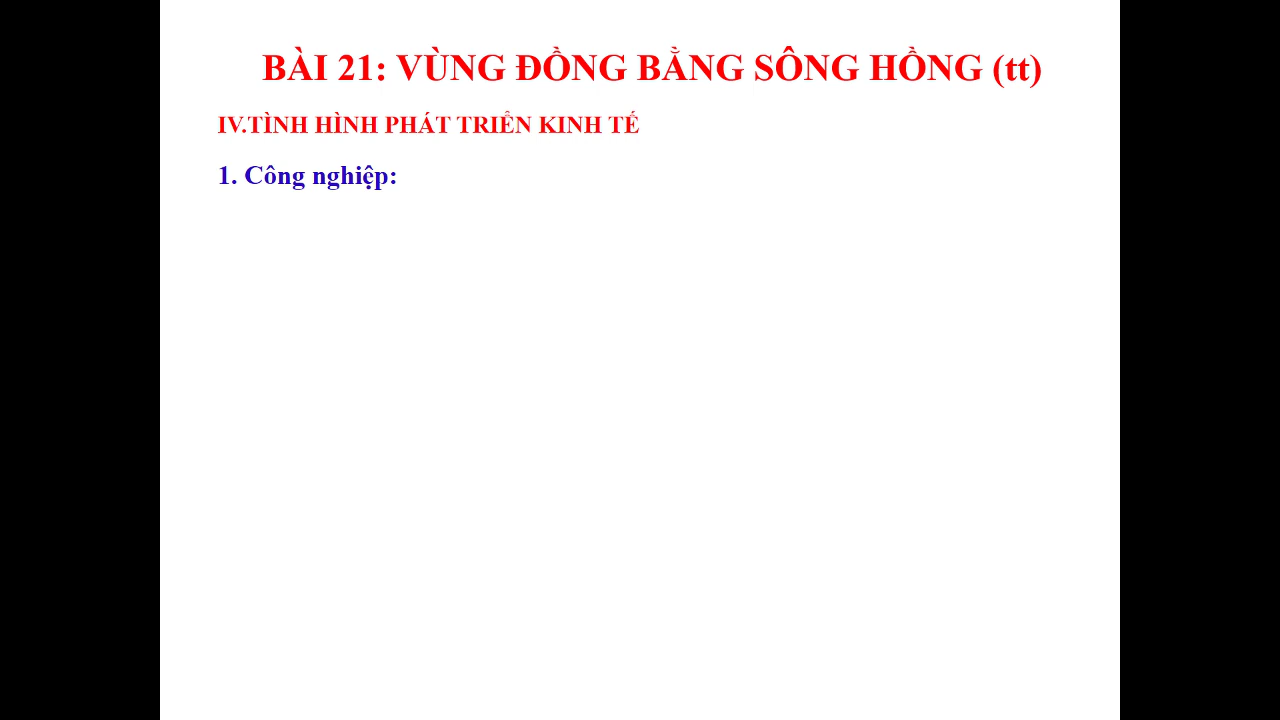 BÀI 21: VÙNG ĐỒNG BẰNG SÔNG HỒNG (tt)
IV.TÌNH HÌNH PHÁT TRIỂN KINH TẾ
1. Công nghiệp: